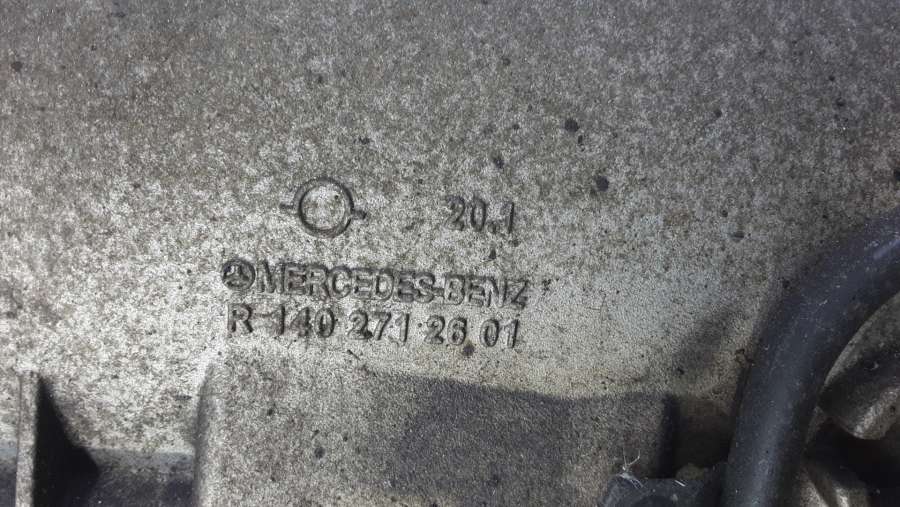 20.1
MERCEDES-BENZ
R 140 271 26 01